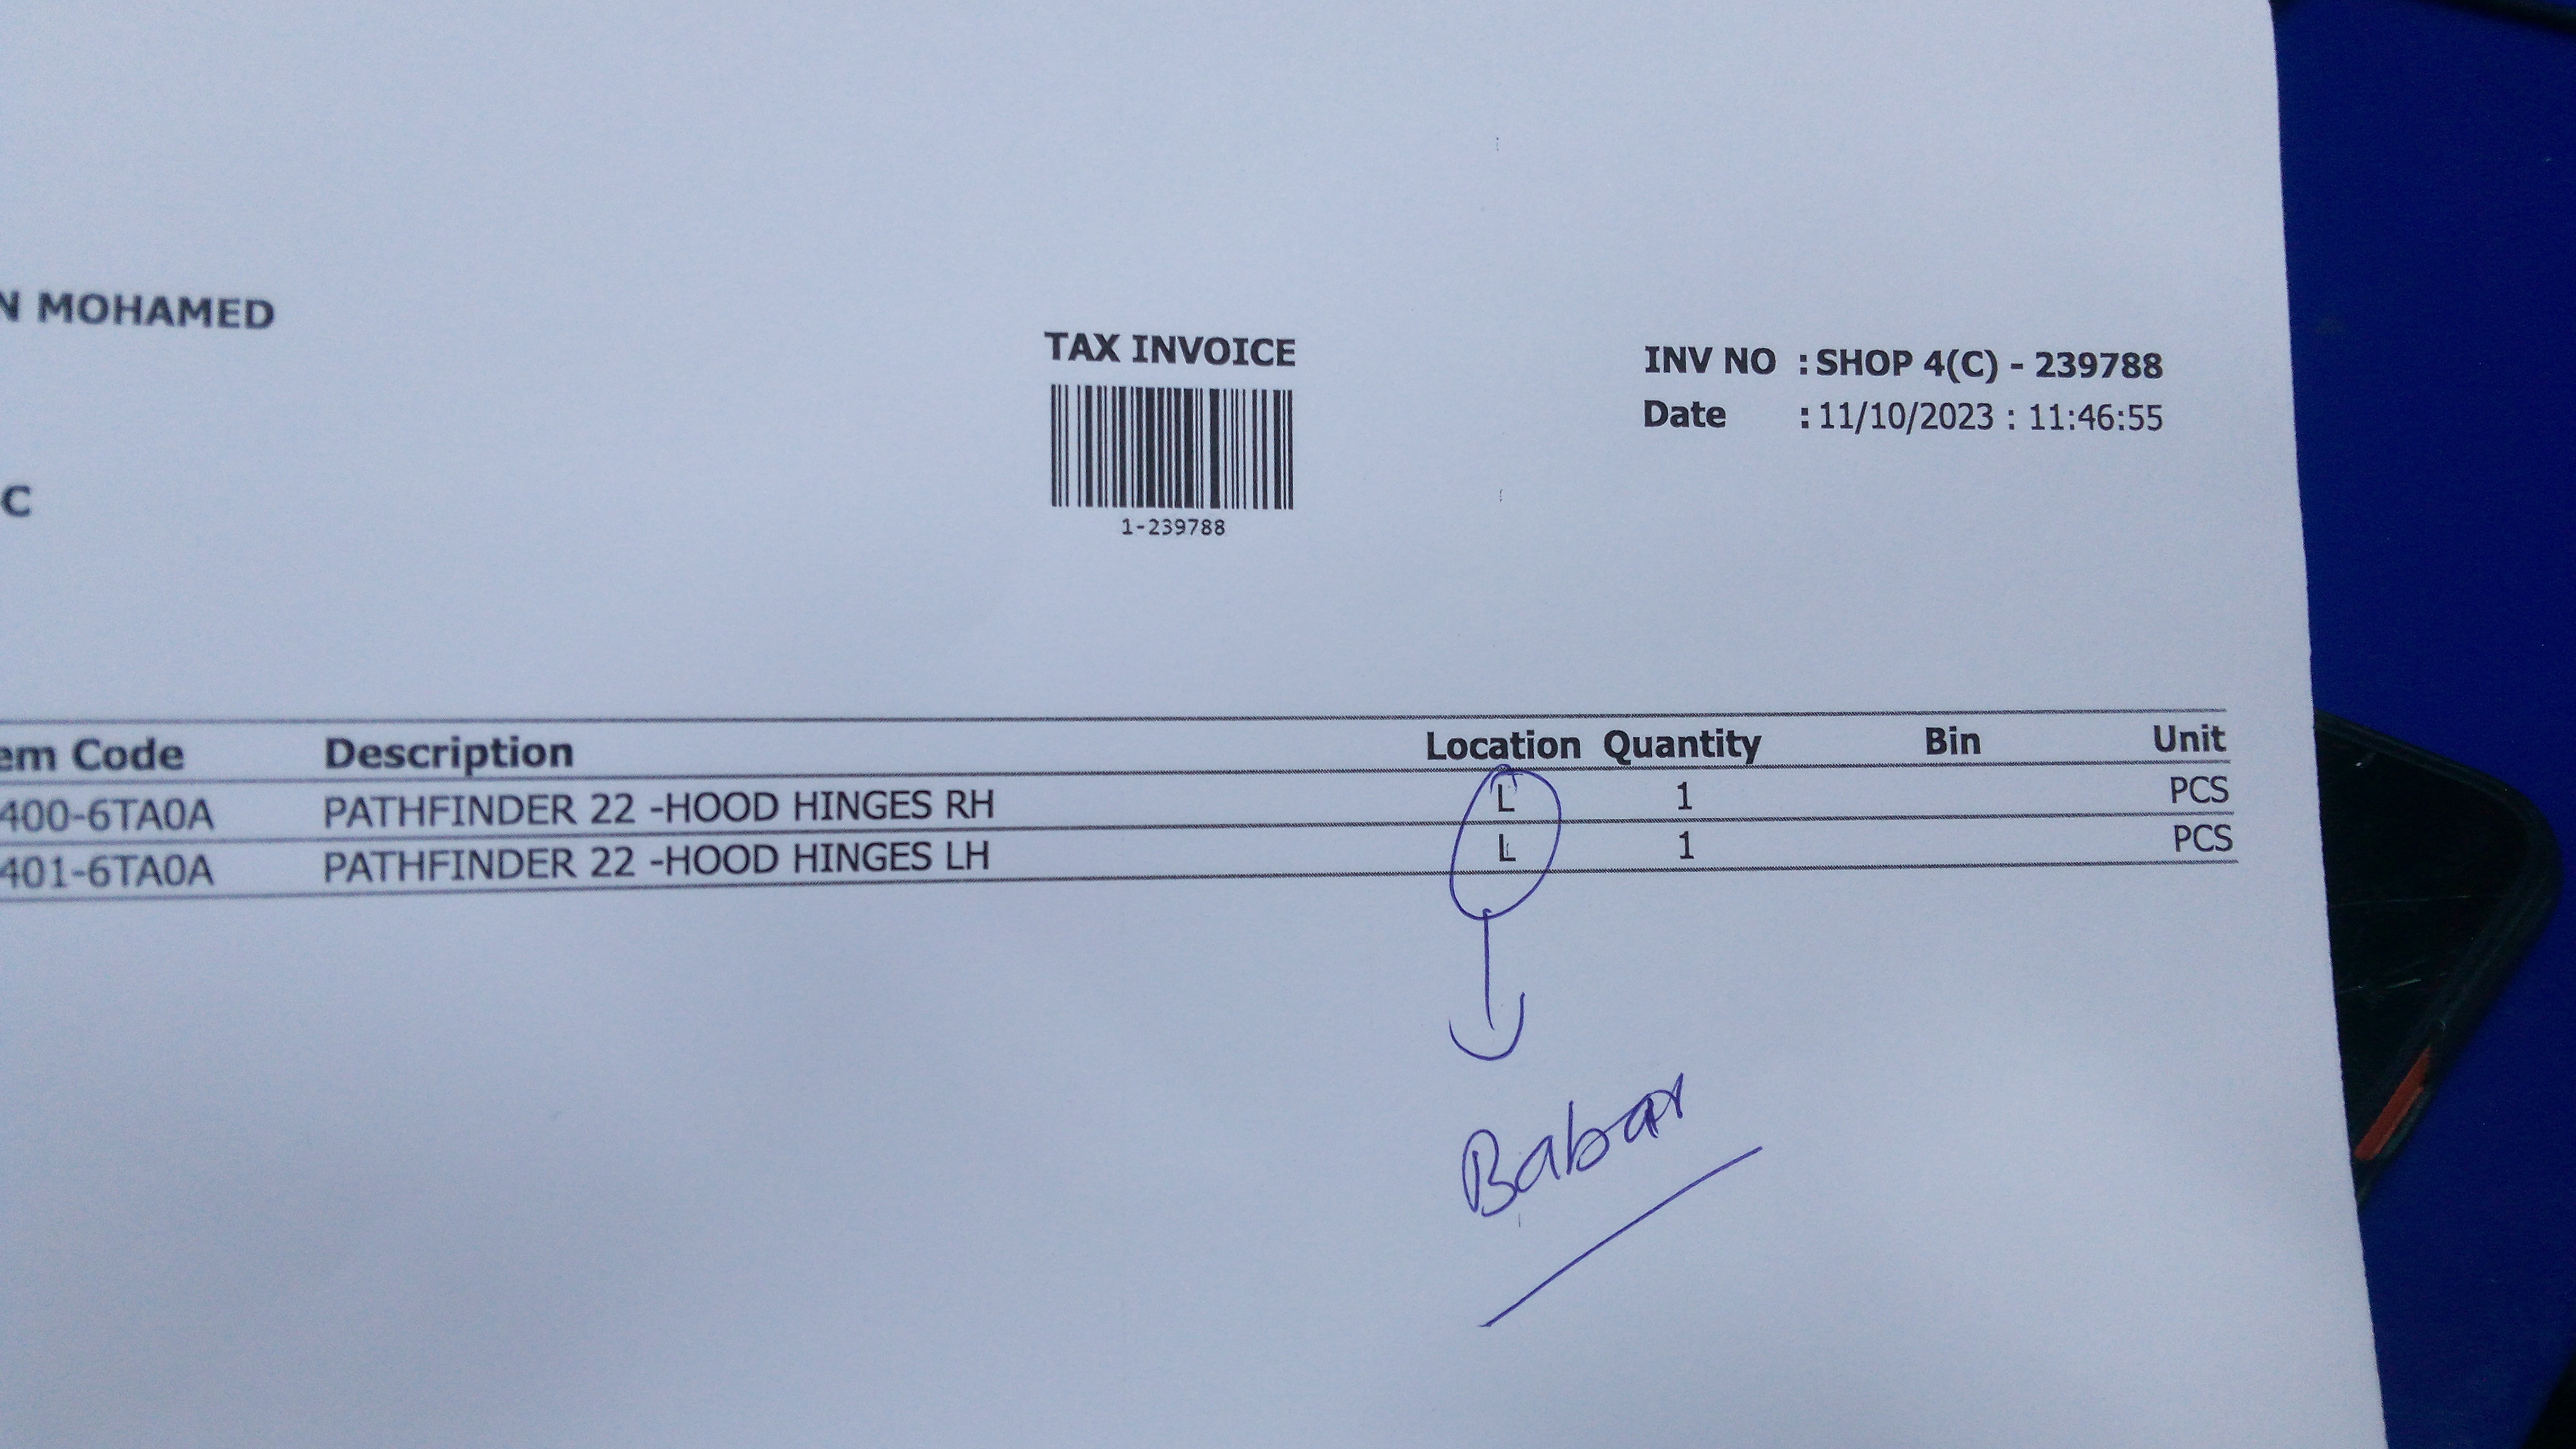 N MOHAMED
TAX INVOICE
INV NO : SHOP 4(C) - 239788
Date : 11/10/2023 : 11:46:55
C
1-239788
em Code Description Location Quantity Bin Unit
400-6TA0A PATHFINDER 22 -HOOD HINGES RH L 1 PCS
401-6TA0A PATHFINDER 22 -HOOD HINGES LH L 1 PCS
Babar